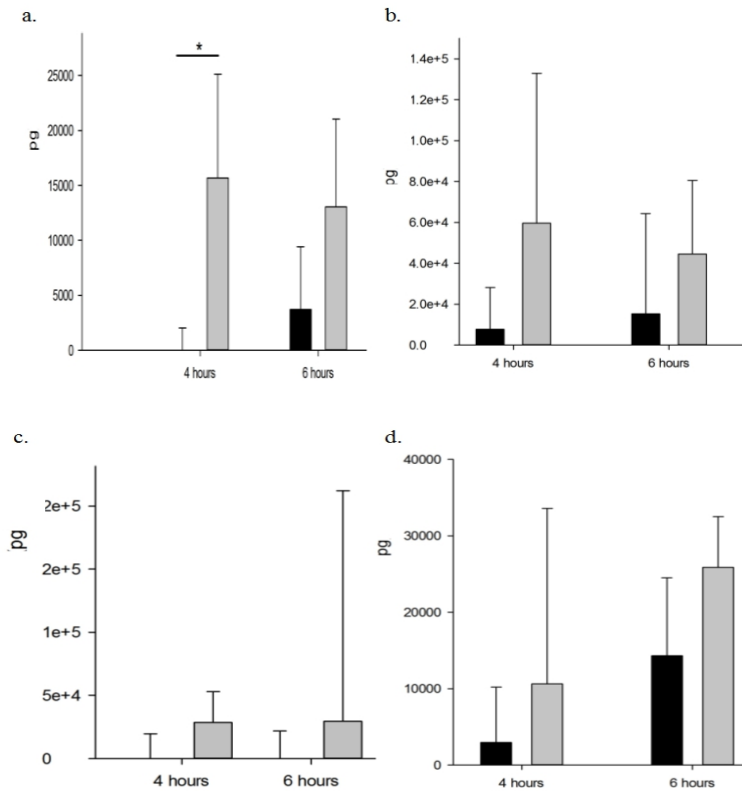 a.
*
25000
20000
15000
10000
5000
0
pg
4 hours
6 hours
b.
1.4e+5
1.2e+5
1.0e+5
8.0e+4
6.0e+4
4.0e+4
2.0e+4
0.0
pg
4 hours
6 hours
c.
2e+5
2e+5
1e+5
5e+4
0
pg
4 hours
6 hours
d.
40000
30000
20000
10000
0
pg
4 hours
6 hours